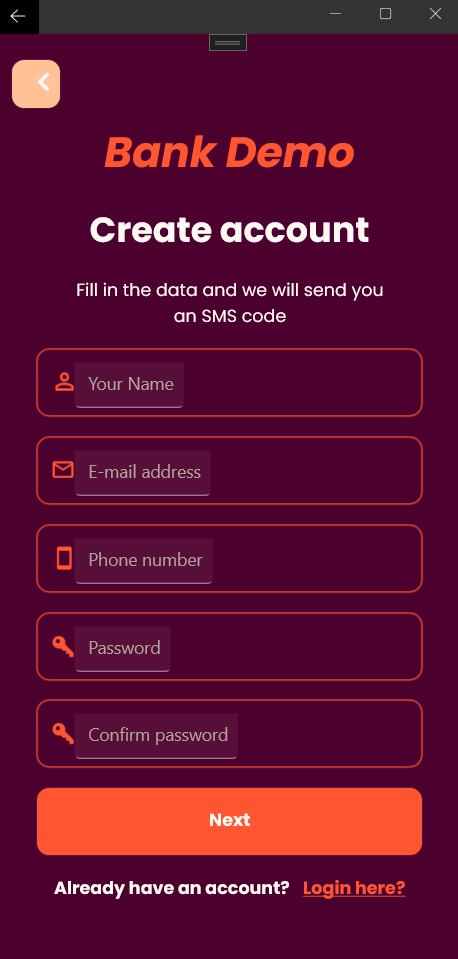 Bank Demo
Create account
Fill in the data and we will send you
an SMS code
Your Name
E-mail address
Phone number
Password
Confirm password
Next
Already have an account? Login here?